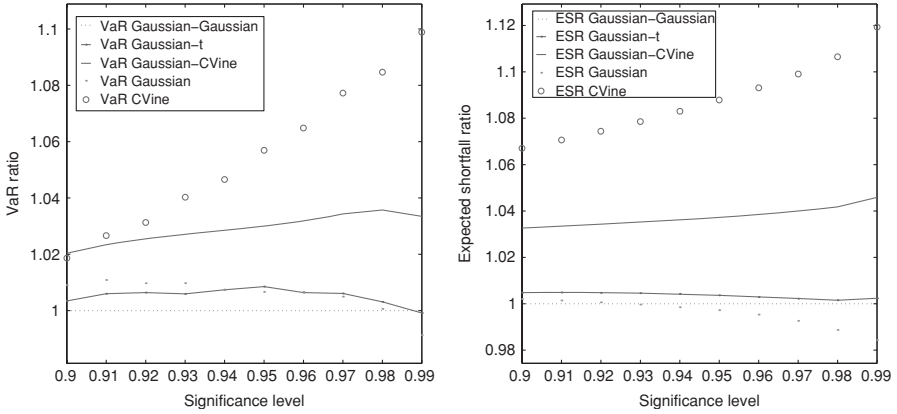 VaR Gaussian–Gaussian
VaR Gaussian–t
VaR Gaussian–CVine
VaR Gaussian
VaR CVine
1.1
1.08
1.06
1.04
1.02
1
VaR ratio
0.9 0.91 0.92 0.93 0.94 0.95 0.96 0.97 0.98 0.99
Significance level
ESR Gaussian–Gaussian
ESR Gaussian–t
ESR Gaussian–CVine
ESR Gaussian
ESR CVine
1.12
1.1
1.08
1.06
1.04
1.02
1
0.98
Expected shortfall ratio
0.9 0.91 0.92 0.93 0.94 0.95 0.96 0.97 0.98 0.99
Significance level